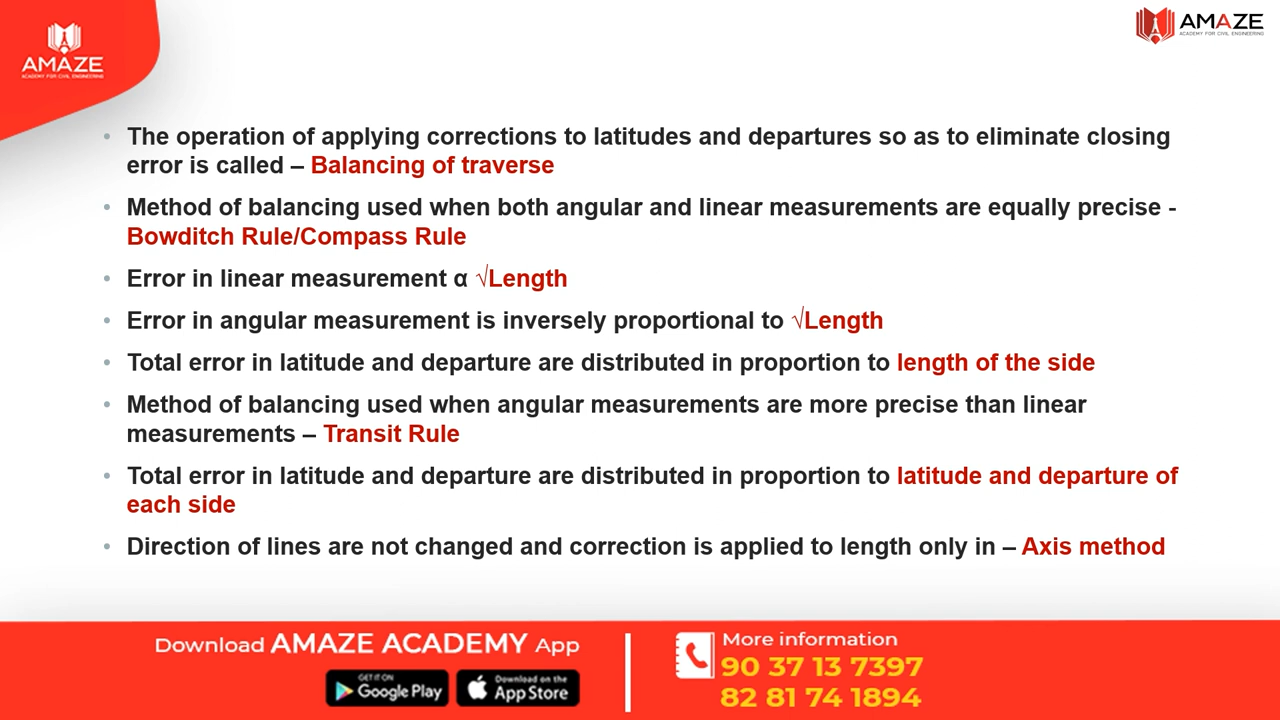 AMAZE
ACADEMY FOR CIVIL ENGINEERING
AMAZE
ACADEMY FOR CIVIL ENGINEERING
• The operation of applying corrections to latitudes and departures so as to eliminate closing
error is called – Balancing of traverse
• Method of balancing used when both angular and linear measurements are equally precise -
Bowditch Rule/Compass Rule
• Error in linear measurement α √Length
• Error in angular measurement is inversely proportional to √Length
• Total error in latitude and departure are distributed in proportion to length of the side
• Method of balancing used when angular measurements are more precise than linear
measurements – Transit Rule
• Total error in latitude and departure are distributed in proportion to latitude and departure of
each side
• Direction of lines are not changed and correction is applied to length only in – Axis method
Download AMAZE ACADEMY App
GET IT ON
Google Play
Download on the
App Store
More information
90 37 13 7397
82 81 74 1894